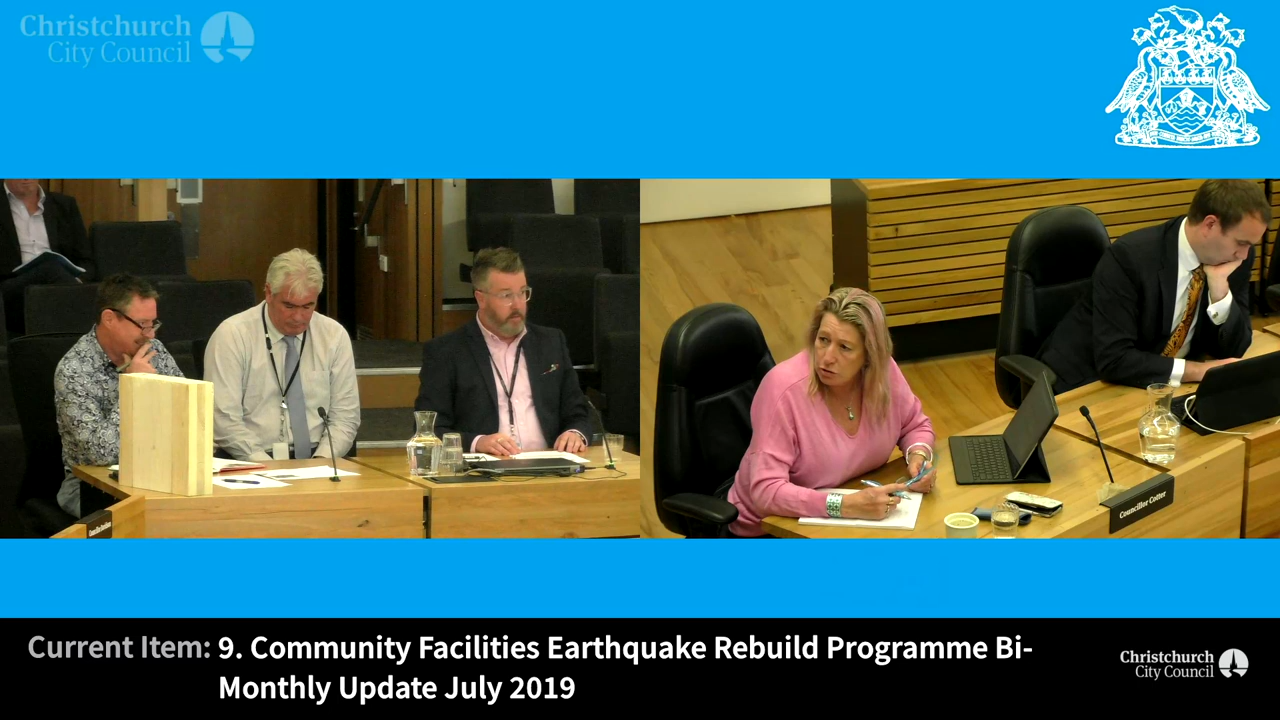 Christchurch
City Council
Councillor Cotter
Current Item: 9. Community Facilities Earthquake Rebuild Programme Bi-
Monthly Update July 2019
Christchurch
City Council